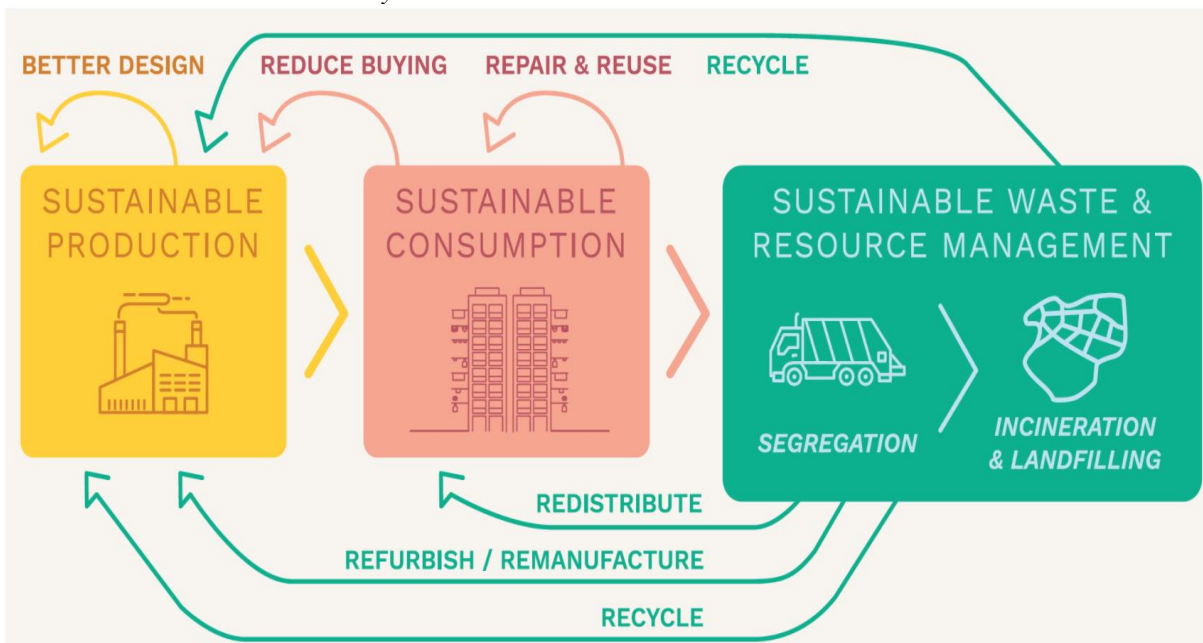 BETTER DESIGN
REDUCE BUYING
REPAIR & REUSE
RECYCLE
SUSTAINABLE
PRODUCTION
SUSTAINABLE
CONSUMPTION
SUSTAINABLE WASTE &
RESOURCE MANAGEMENT
SEGREGATION
INCINERATION
& LANDFILLING
REDISTRIBUTE
REFURBISH / REMANUFACTURE
RECYCLE